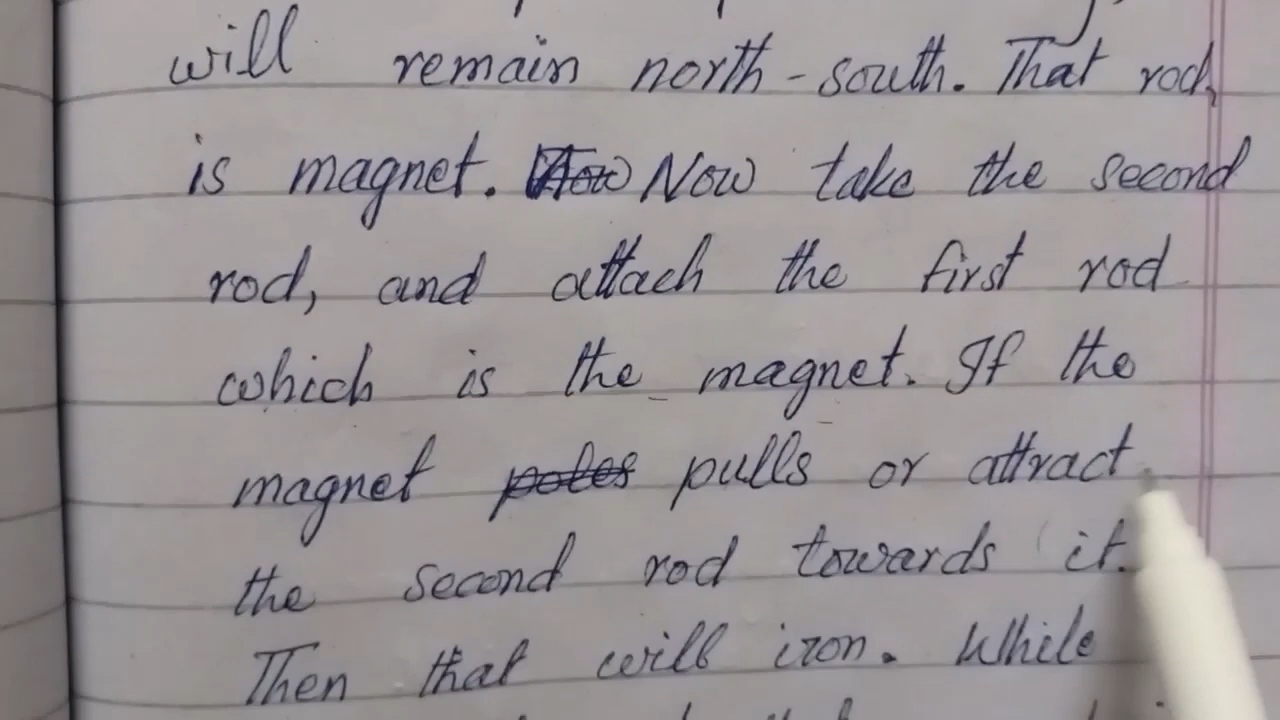 will remain north-south. That rod,
is magnet. Now Now take the second
rod, and attach the first rod
which is the magnet. If the
magnet poles pulls or attract
the second rod towards it.
Then that will iron. While